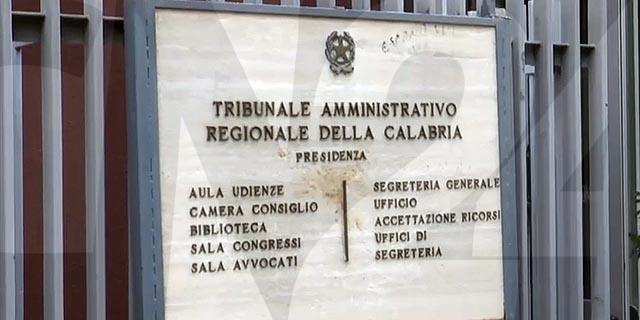 TRIBUNALE AMMINISTRATIVO
REGIONALE DELLA CALABRIA
PRESIDENZA
AULA UDIENZE
CAMERA CONSIGLIO
BIBLIOTECA
SALA CONGRESSI
SALA AVVOCATI
SEGRETERIA GENERALE
UFFICIO
ACCETTAZIONE RICORSI
UFFICI DI
SEGRETERIA